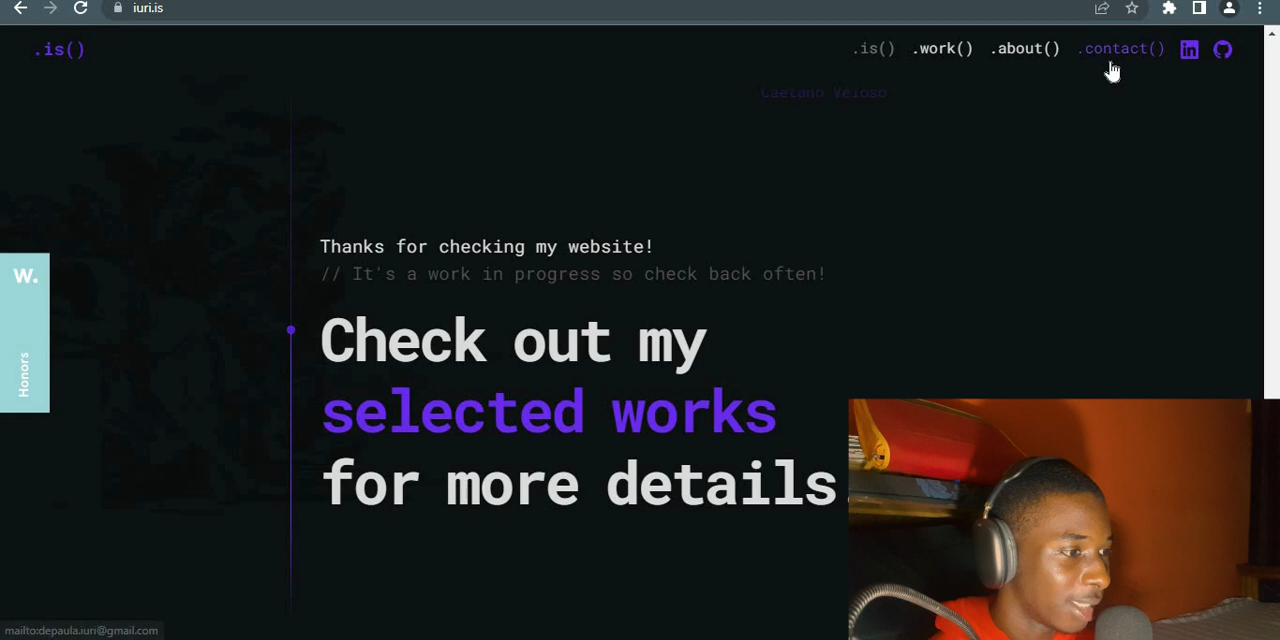 iuri.is
.is()
.is() .work() .about() .contact() in
Caetano Veloso
Thanks for checking my website!
// It's a work in progress so check back often!
Check out my
selected works
for more details.
W.
Honors
mailto:depaula.iuri@gmail.com